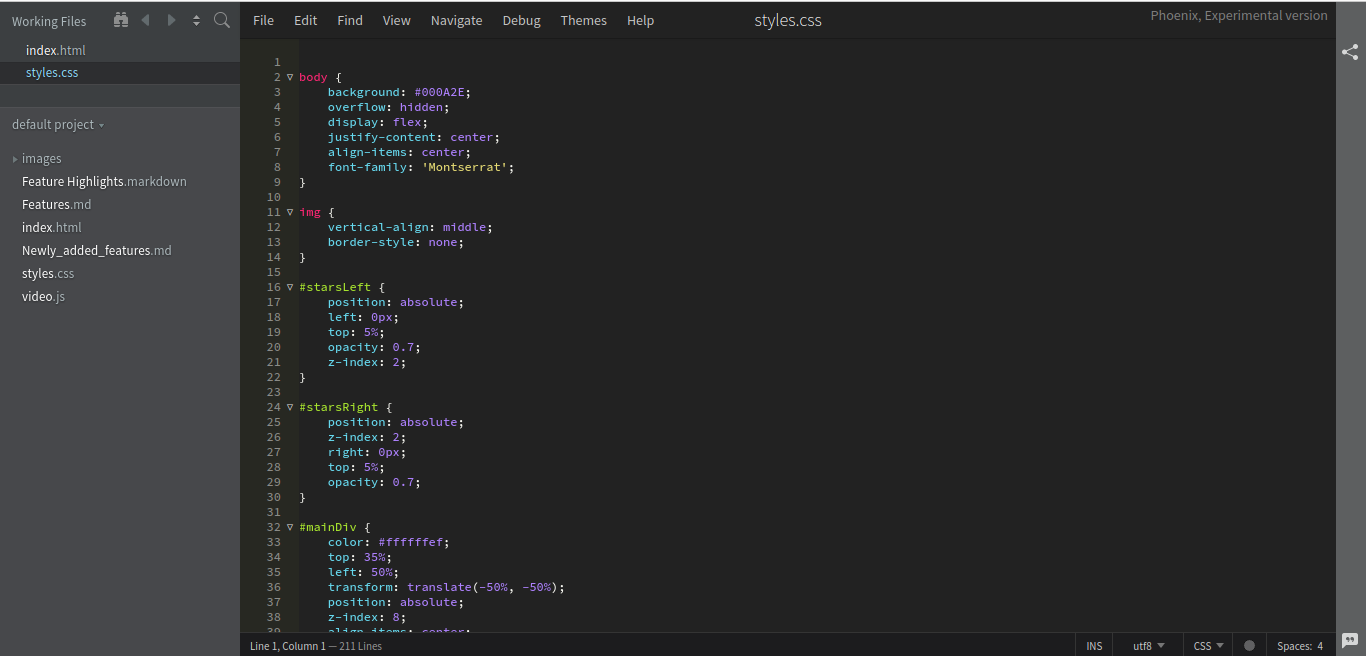 Working Files
index.html
styles.css
default project
images
Feature Highlights.markdown
Features.md
index.html
Newly_added_features.md
styles.css
video.js
File Edit Find View Navigate Debug Themes Help
styles.css
Phoenix, Experimental version
1
2 body {
3     background: #000A2E;
4     overflow: hidden;
5     display: flex;
6     justify-content: center;
7     align-items: center;
8     font-family: 'Montserrat';
9 }
10
11 img {
12     vertical-align: middle;
13     border-style: none;
14 }
15
16 #starsLeft {
17     position: absolute;
18     left: 0px;
19     top: 5%;
20     opacity: 0.7;
21     z-index: 2;
22 }
23
24 #starsRight {
25     position: absolute;
26     z-index: 2;
27     right: 0px;
28     top: 5%;
29     opacity: 0.7;
30 }
31
32 #mainDiv {
33     color: #ffffffef;
34     top: 35%;
35     left: 50%;
36     transform: translate(-50%, -50%);
37     position: absolute;
38     z-index: 8;
39     align-items: center;
Line 1, Column 1 — 211 Lines
INS utf8 CSS Spaces: 4